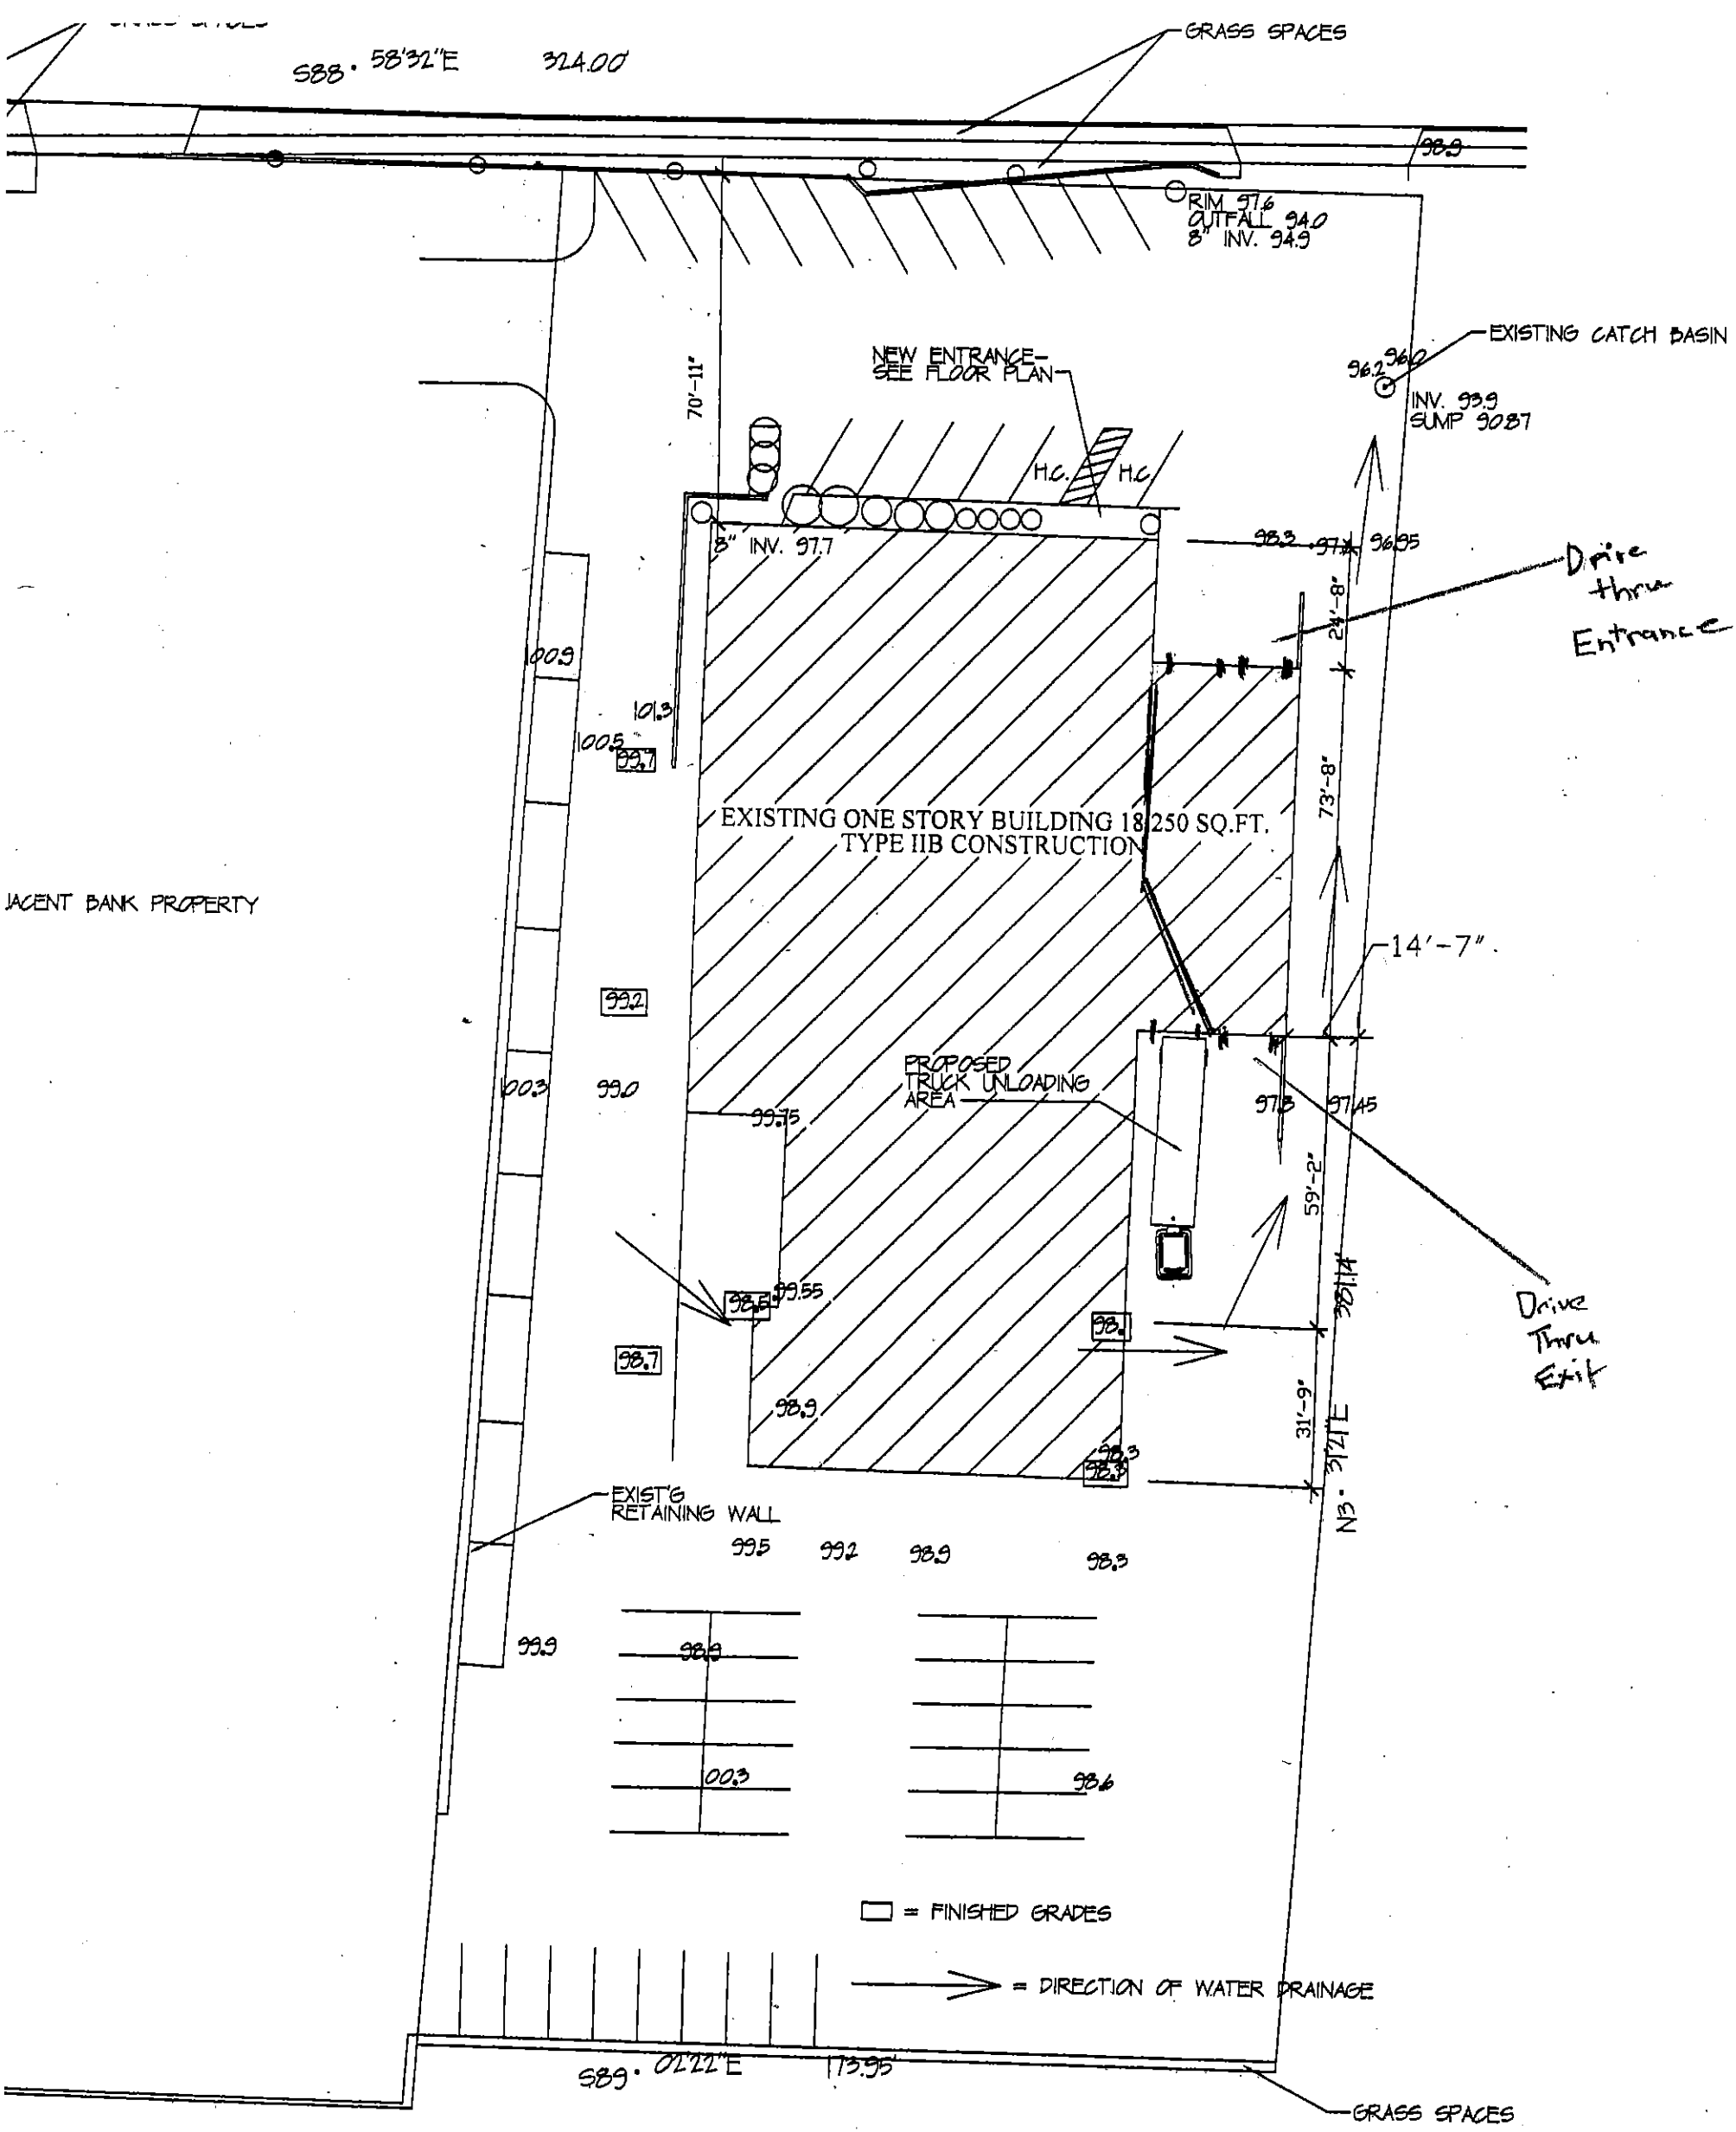 GRASS SPACES
S88° 58'32"E 324.00'
98.9
RIM 97.6
OUTFALL 94.0
8" INV. 94.9
EXISTING CATCH BASIN
96.2 96.0
INV. 93.9
SUMP 90.87
NEW ENTRANCE-
SEE FLOOR PLAN
70'-11"
H.C. H.C.
8" INV. 97.7
98.3 96.95
Drive
thru
Entrance
24'-8"
100.9
101.3
100.5
99.7
73'-8"
EXISTING ONE STORY BUILDING 18,250 SQ.FT.
TYPE IIB CONSTRUCTION
JACENT BANK PROPERTY
14'-7"
99.2
PROPOSED
TRUCK UNLOADING
AREA
100.3 99.0
99.75
97.8 97.45
59'-2"
98.5 99.55
381.14'
Drive
Thru
Exit
98.
98.7
31'-9"
98.9
N3° 31'21"E
98.3
98.3
EXIST'G
RETAINING WALL
99.5 99.2 98.9 98.3
99.9 98.9
100.3 98.6
= FINISHED GRADES
= DIRECTION OF WATER DRAINAGE
S89° 02'22"E 173.95'
GRASS SPACES